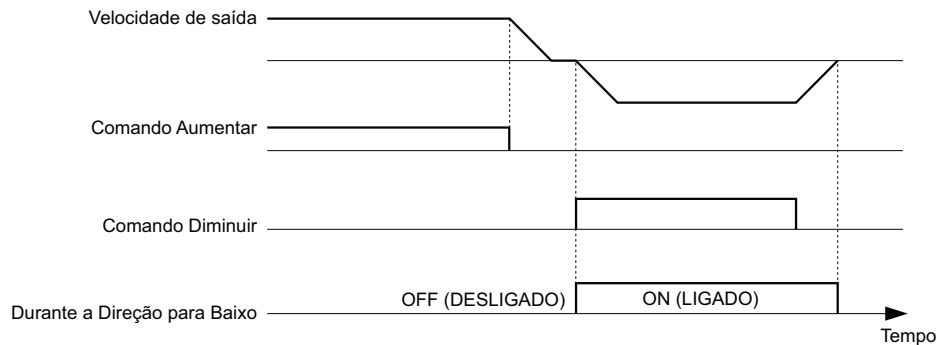 Velocidade de saída
Comando Aumentar
Comando Diminuir
Durante a Direção para Baixo
OFF (DESLIGADO)
ON (LIGADO)
Tempo